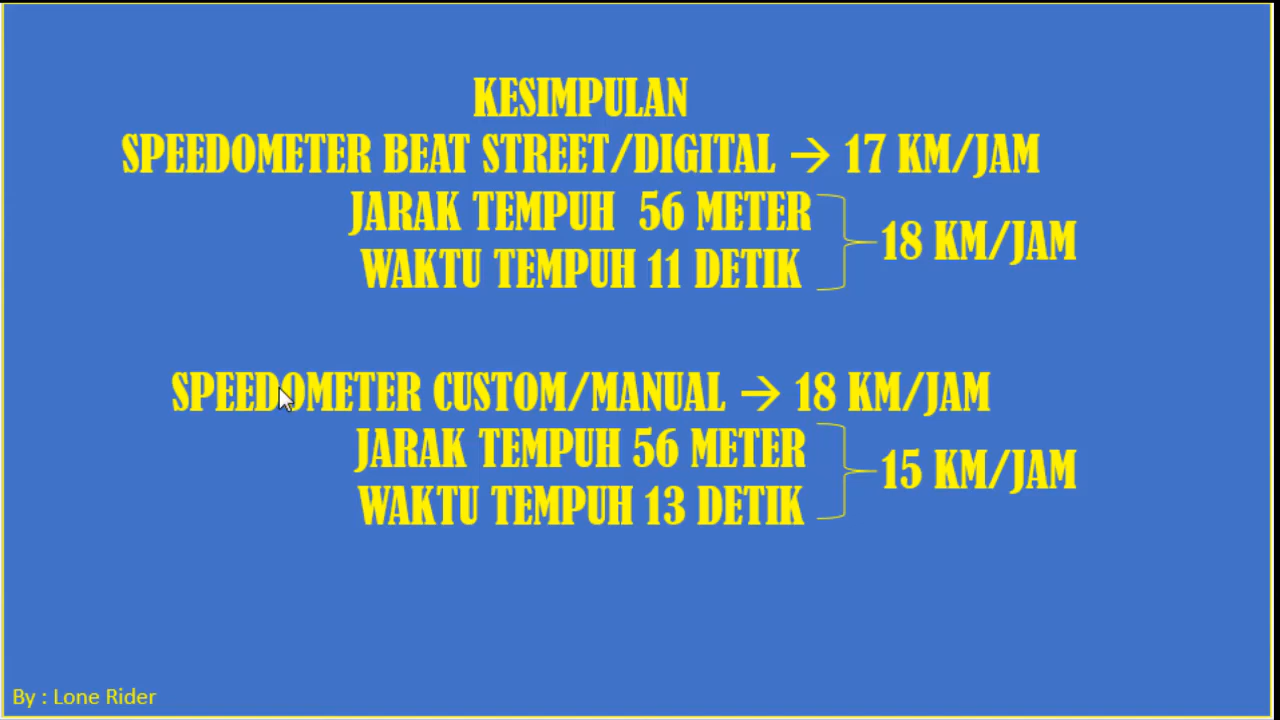 KESIMPULAN
SPEEDOMETER BEAT STREET/DIGITAL → 17 KM/JAM
JARAK TEMPUH 56 METER
WAKTU TEMPUH 11 DETIK
18 KM/JAM
SPEEDOMETER CUSTOM/MANUAL → 18 KM/JAM
JARAK TEMPUH 56 METER
WAKTU TEMPUH 13 DETIK
15 KM/JAM
By : Lone Rider